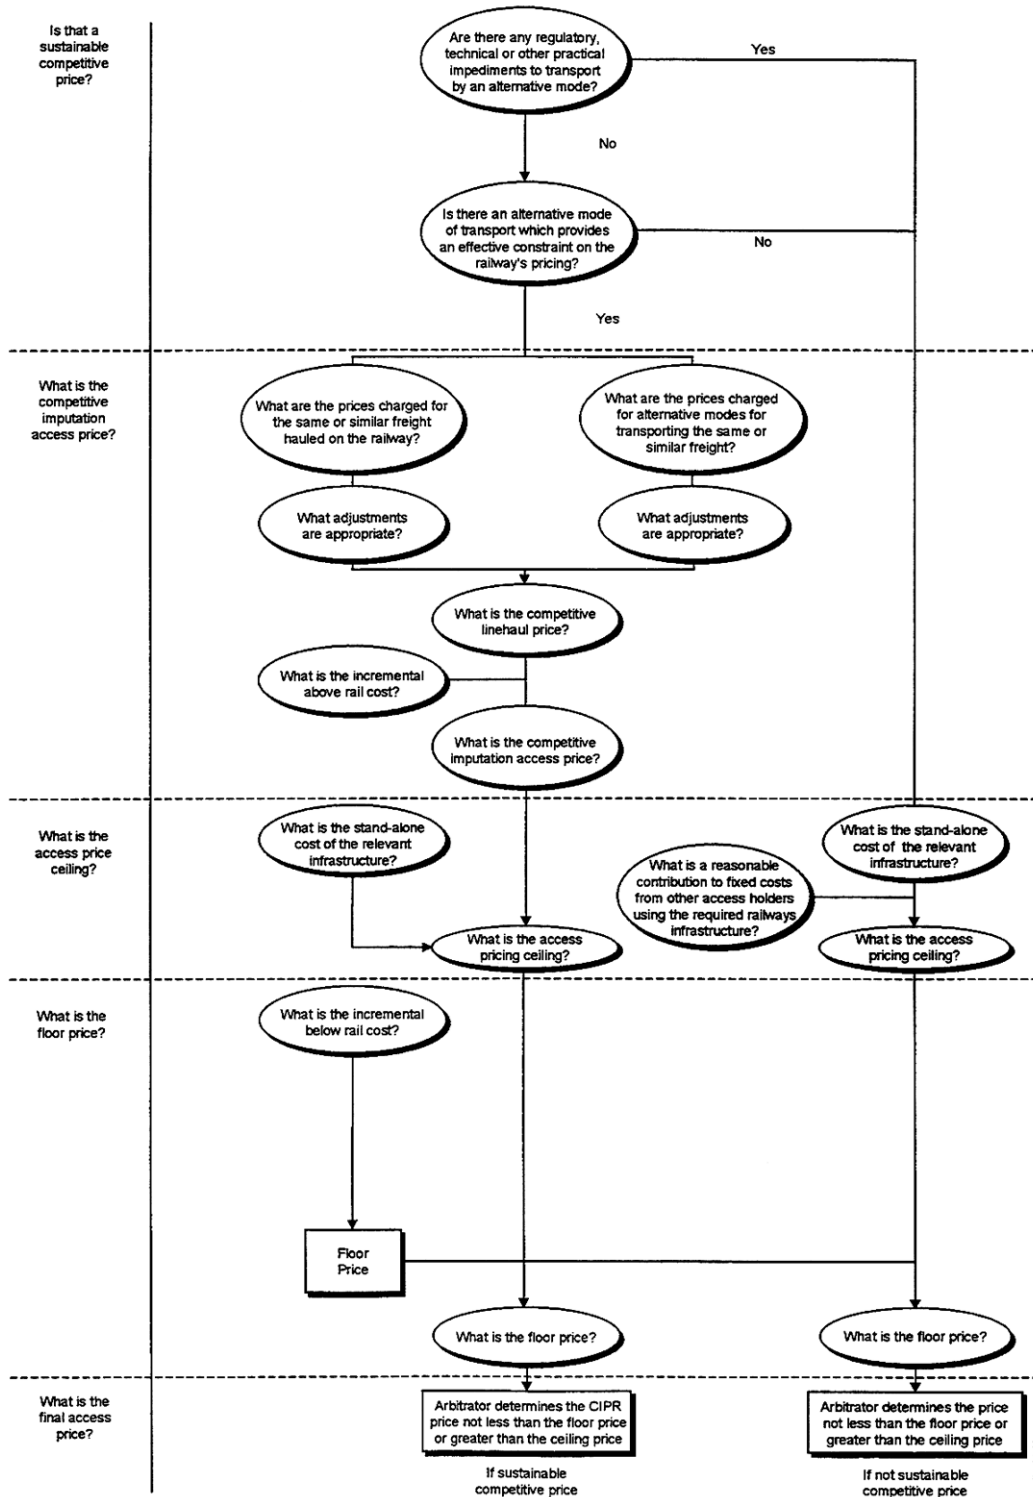 Is that a
sustainable
competitive
price?
Are there any regulatory,
technical or other practical
impediments to transport
by an alternative mode?
Yes
No
Is there an alternative mode
of transport which provides
an effective constraint on the
railway's pricing?
No
Yes
What is the
competitive
imputation
access price?
What are the prices charged for
the same or similar freight
hauled on the railway?
What are the prices charged
for alternative modes for
transporting the same or
similar freight?
What adjustments
are appropriate?
What adjustments
are appropriate?
What is the competitive
linehaul price?
What is the incremental
above rail cost?
What is the competitive
imputation access price?
What is the
access price
ceiling?
What is the stand-alone
cost of the relevant
infrastructure?
What is the stand-alone
cost of the relevant
infrastructure?
What is a reasonable
contribution to fixed costs
from other access holders
using the required railways
infrastructure?
What is the access
pricing ceiling?
What is the access
pricing ceiling?
What is the
floor price?
What is the incremental
below rail cost?
Floor
Price
What is the floor price?
What is the floor price?
What is the
final access
price?
Arbitrator determines the CIPR
price not less than the floor price
or greater than the ceiling price
Arbitrator determines the price
not less than the floor price or
greater than the ceiling price
If sustainable
competitive price
If not sustainable
competitive price